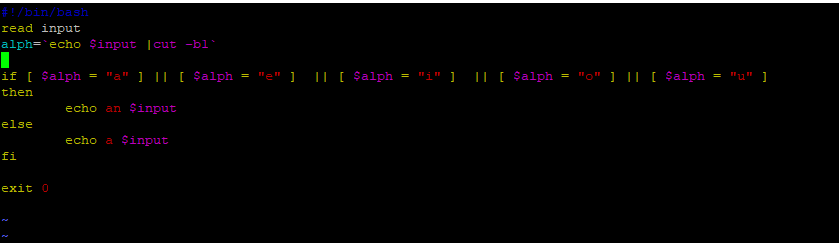 #!/bin/bash
read input
alph=`echo $input |cut -b1`
if [ $alph = "a" ] || [ $alph = "e" ]  || [ $alph = "i" ]  || [ $alph = "o" ] || [ $alph = "u" ]
then
        echo an $input
else
        echo a $input
fi
exit 0
~
~